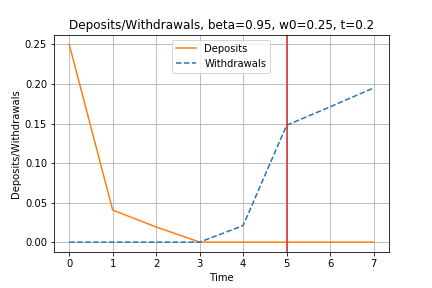 Deposits/Withdrawals, beta=0.95, w0=0.25, t=0.2
Deposits
Withdrawals
Deposits/Withdrawals
0.25
0.20
0.15
0.10
0.05
0.00
0 1 2 3 4 5 6 7
Time